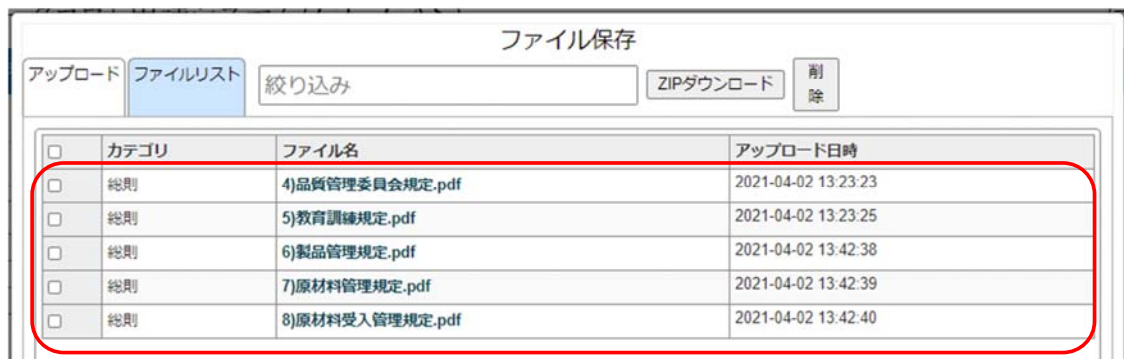 ファイル保存
アップロード ファイルリスト 絞り込み ZIPダウンロード 削除
カテゴリ ファイル名 アップロード日時
総則 4)品質管理委員会規定.pdf 2021-04-02 13:23:23
総則 5)教育訓練規定.pdf 2021-04-02 13:23:25
総則 6)製品管理規定.pdf 2021-04-02 13:42:38
総則 7)原材料管理規定.pdf 2021-04-02 13:42:39
総則 8)原材料受入管理規定.pdf 2021-04-02 13:42:40